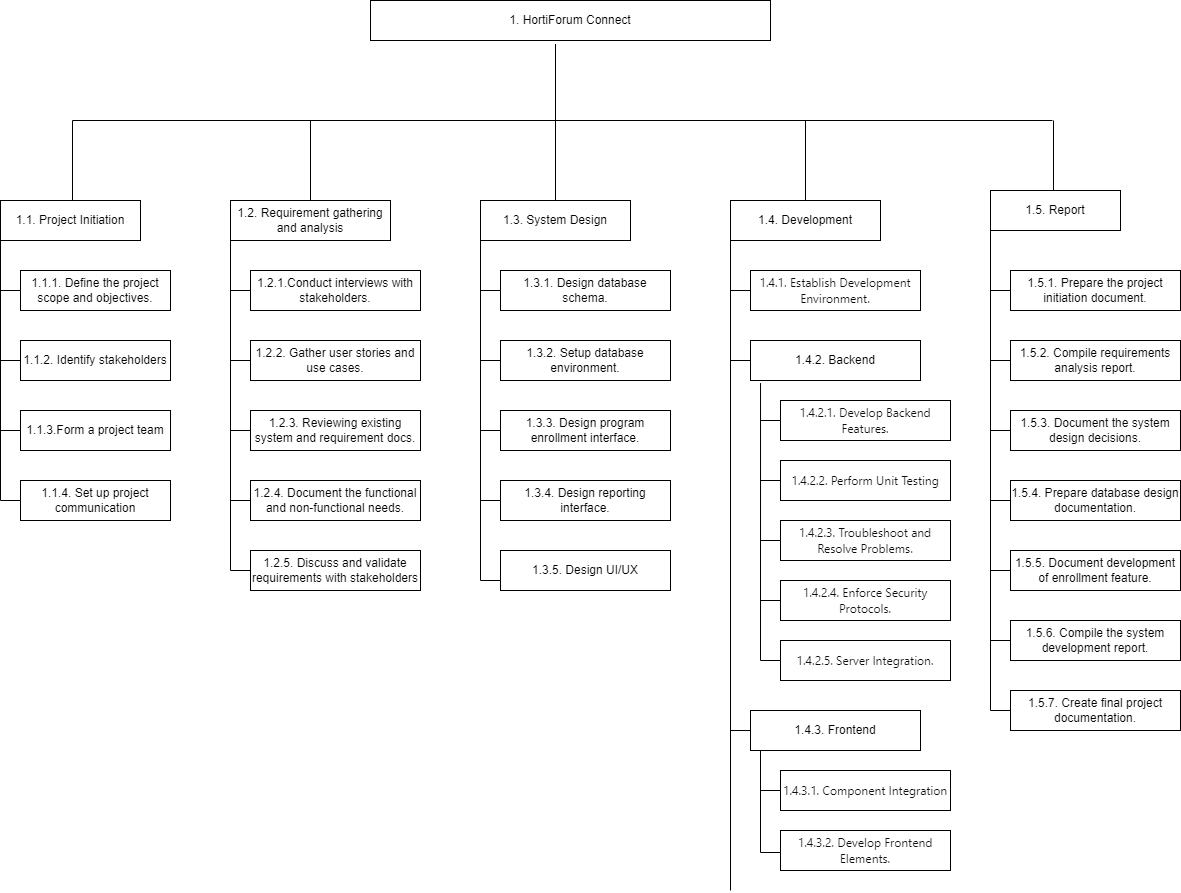 1. HortiForum Connect
1.1. Project Initiation
1.1.1. Define the project
scope and objectives.
1.1.2. Identify stakeholders
1.1.3.Form a project team
1.1.4. Set up project
communication
1.2. Requirement gathering
and analysis
1.2.1.Conduct interviews with
stakeholders.
1.2.2. Gather user stories and
use cases.
1.2.3. Reviewing existing
system and requirement docs.
1.2.4. Document the functional
and non-functional needs.
1.2.5. Discuss and validate
requirements with stakeholders
1.3. System Design
1.3.1. Design database
schema.
1.3.2. Setup database
environment.
1.3.3. Design program
enrollment interface.
1.3.4. Design reporting
interface.
1.3.5. Design UI/UX
1.4. Development
1.4.1. Establish Development
Environment.
1.4.2. Backend
1.4.2.1. Develop Backend
Features.
1.4.2.2. Perform Unit Testing
1.4.2.3. Troubleshoot and
Resolve Problems.
1.4.2.4. Enforce Security
Protocols.
1.4.2.5. Server Integration.
1.4.3. Frontend
1.4.3.1. Component Integration
1.4.3.2. Develop Frontend
Elements.
1.5. Report
1.5.1. Prepare the project
initiation document.
1.5.2. Compile requirements
analysis report.
1.5.3. Document the system
design decisions.
1.5.4. Prepare database design
documentation.
1.5.5. Document development
of enrollment feature.
1.5.6. Compile the system
development report.
1.5.7. Create final project
documentation.